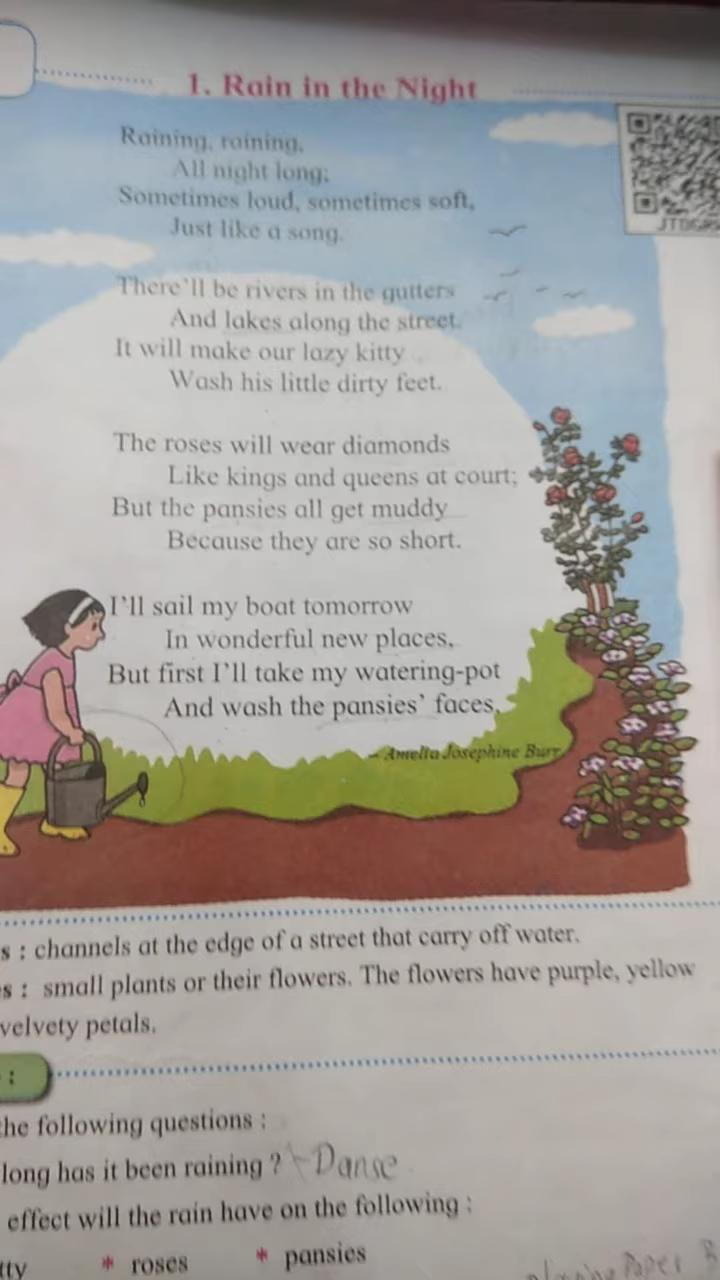 1. Rain in the Night
Raining, raining,
All night long;
Sometimes loud, sometimes soft,
Just like a song.
There'll be rivers in the gutters
And lakes along the street.
It will make our lazy kitty
Wash his little dirty feet.
The roses will wear diamonds
Like kings and queens at court;
But the pansies all get muddy
Because they are so short.
I'll sail my boat tomorrow
In wonderful new places,
But first I'll take my watering-pot
And wash the pansies' faces.
– Amelia Josephine Burr
s : channels at the edge of a street that carry off water.
s : small plants or their flowers. The flowers have purple, yellow
velvety petals.
:
he following questions :
long has it been raining ? Danse
effect will the rain have on the following :
tty * roses * pansies